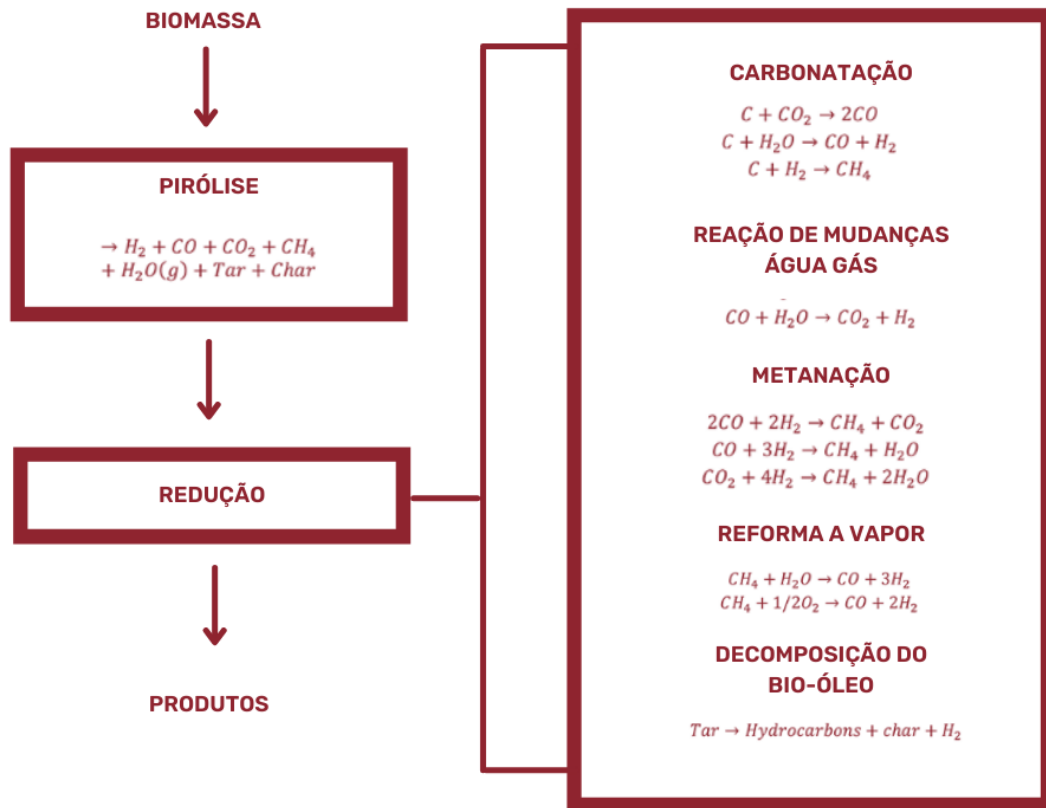 BIOMASSA
PIRÓLISE
→ H₂ + CO + CO₂ + CH₄
+ H₂O(g) + Tar + Char
REDUÇÃO
PRODUTOS
CARBONATAÇÃO
C + CO₂ → 2CO
C + H₂O → CO + H₂
C + H₂ → CH₄
REAÇÃO DE MUDANÇAS
ÁGUA GÁS
CO + H₂O → CO₂ + H₂
METANAÇÃO
2CO + 2H₂ → CH₄ + CO₂
CO + 3H₂ → CH₄ + H₂O
CO₂ + 4H₂ → CH₄ + 2H₂O
REFORMA A VAPOR
CH₄ + H₂O → CO + 3H₂
CH₄ + 1/2O₂ → CO + 2H₂
DECOMPOSIÇÃO DO
BIO-ÓLEO
Tar → Hydrocarbons + char + H₂